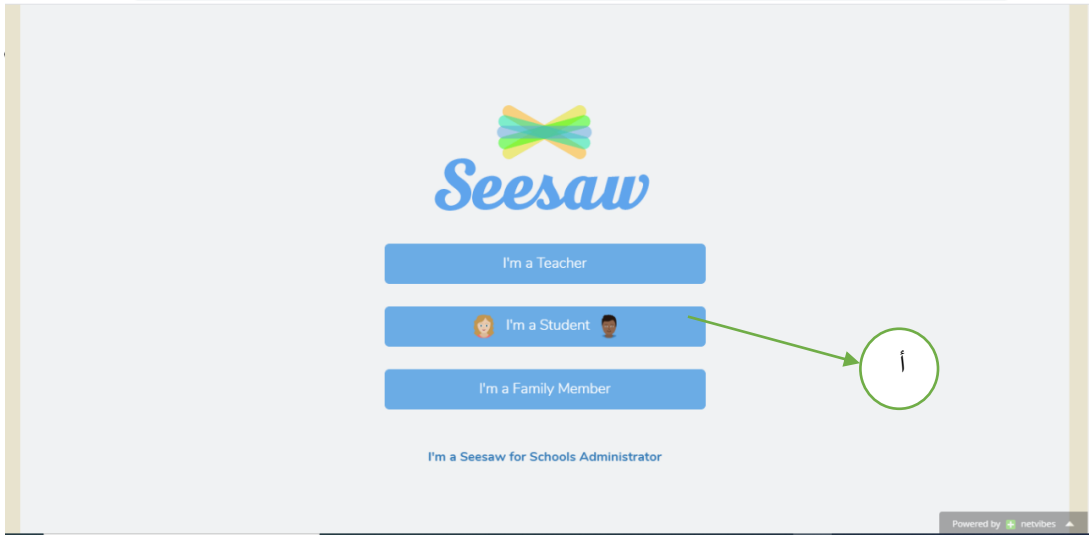 Seesaw
I'm a Teacher
I'm a Student
أ
I'm a Family Member
I'm a Seesaw for Schools Administrator
Powered by netvibes